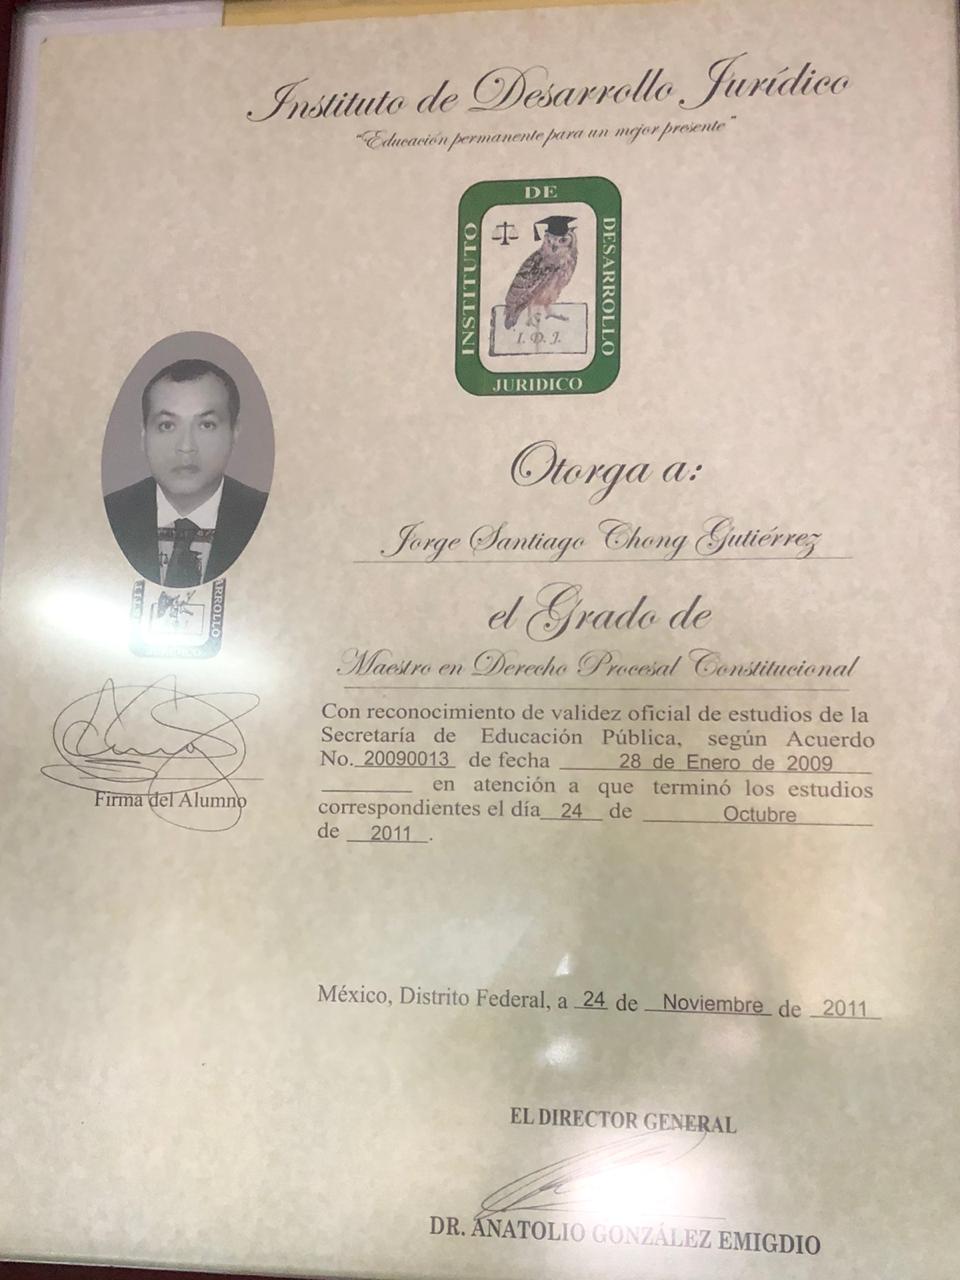 Instituto de Desarrollo Jurídico
"Educación permanente para un mejor presente"
INSTITUTO DE DESARROLLO JURIDICO
I. D. J.
Otorga a:
Jorge Santiago Chong Gutiérrez
el Grado de
Maestro en Derecho Procesal Constitucional
Con reconocimiento de validez oficial de estudios de la
Secretaría de Educación Pública, según Acuerdo
No. 20090013 de fecha 28 de Enero de 2009
en atención a que terminó los estudios
correspondientes el día 24 de Octubre
de 2011.
RROLLO
JURIDICO
Firma del Alumno
México, Distrito Federal, a 24 de Noviembre de 2011
EL DIRECTOR GENERAL
DR. ANATOLIO GONZÁLEZ EMIGDIO